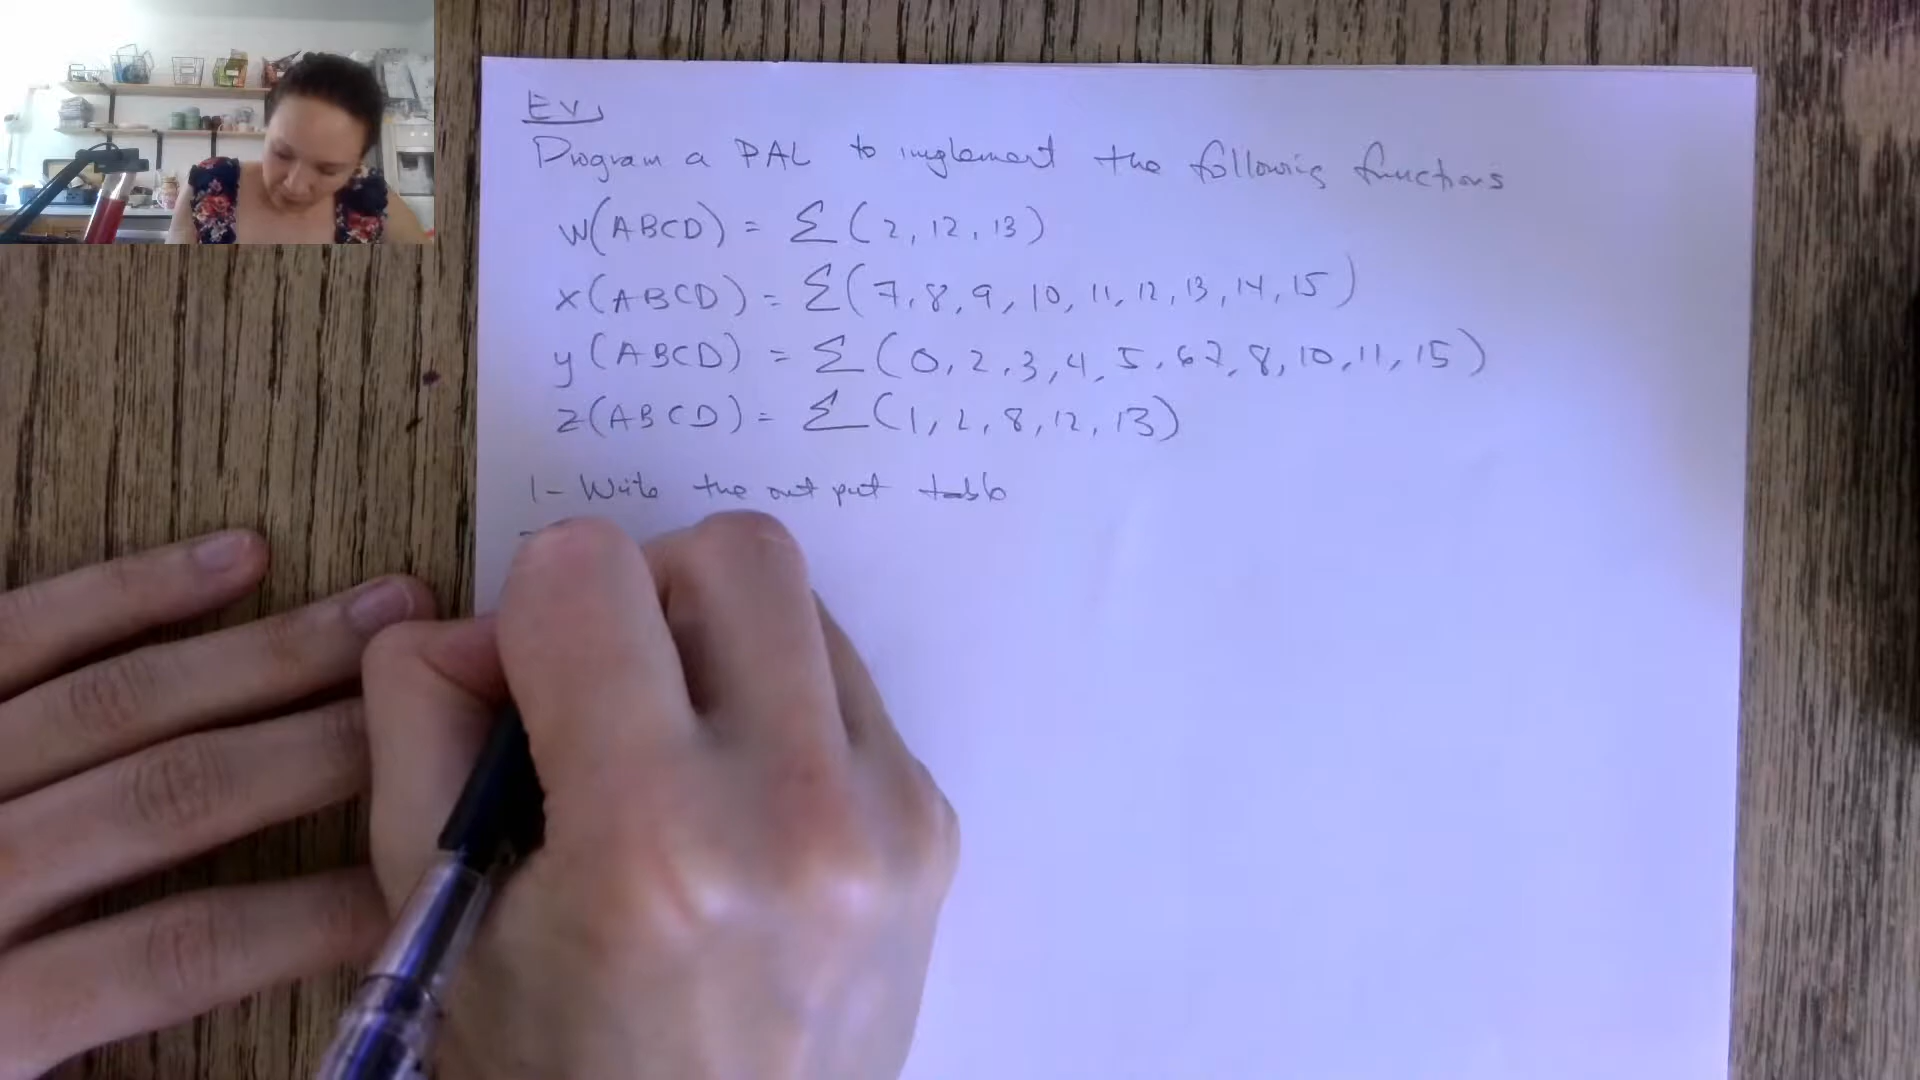 Ex,
Program a PAL to implement the following functions
w(ABCD) = Σ(2, 12, 13)
x(ABCD) = Σ(7, 8, 9, 10, 11, 12, 13, 14, 15)
y(ABCD) = Σ(0, 2, 3, 4, 5, 6 7, 8, 10, 11, 15)
z(ABCD) = Σ(1, 2, 8, 12, 13)
1- Write the output table